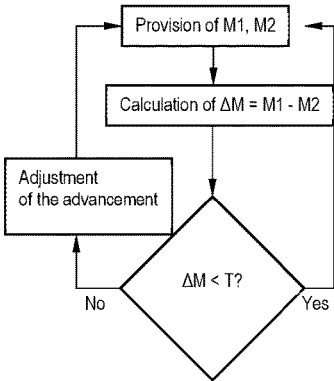 Provision of M1, M2
Calculation of ΔM = M1 - M2
Adjustment
of the advancement
ΔM < T?
No
Yes